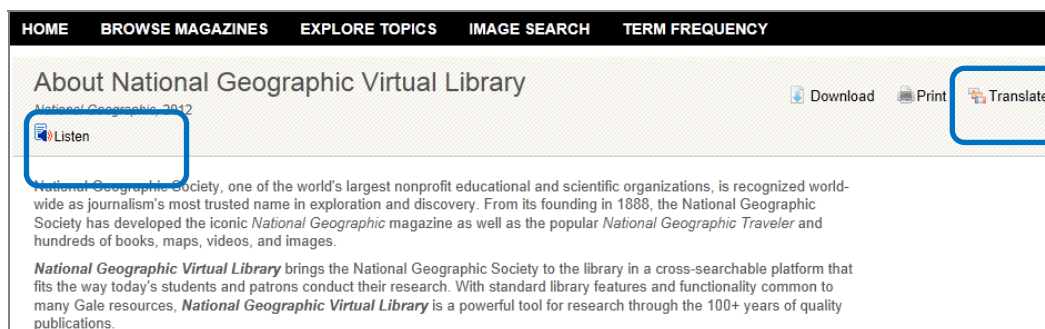 HOME BROWSE MAGAZINES EXPLORE TOPICS IMAGE SEARCH TERM FREQUENCY
About National Geographic Virtual Library
National Geographic, 2012
Download Print Translate
Listen
National Geographic Society, one of the world's largest nonprofit educational and scientific organizations, is recognized world-
wide as journalism's most trusted name in exploration and discovery. From its founding in 1888, the National Geographic
Society has developed the iconic National Geographic magazine as well as the popular National Geographic Traveler and
hundreds of books, maps, videos, and images.
National Geographic Virtual Library brings the National Geographic Society to the library in a cross-searchable platform that
fits the way today's students and patrons conduct their research. With standard library features and functionality common to
many Gale resources, National Geographic Virtual Library is a powerful tool for research through the 100+ years of quality
publications.